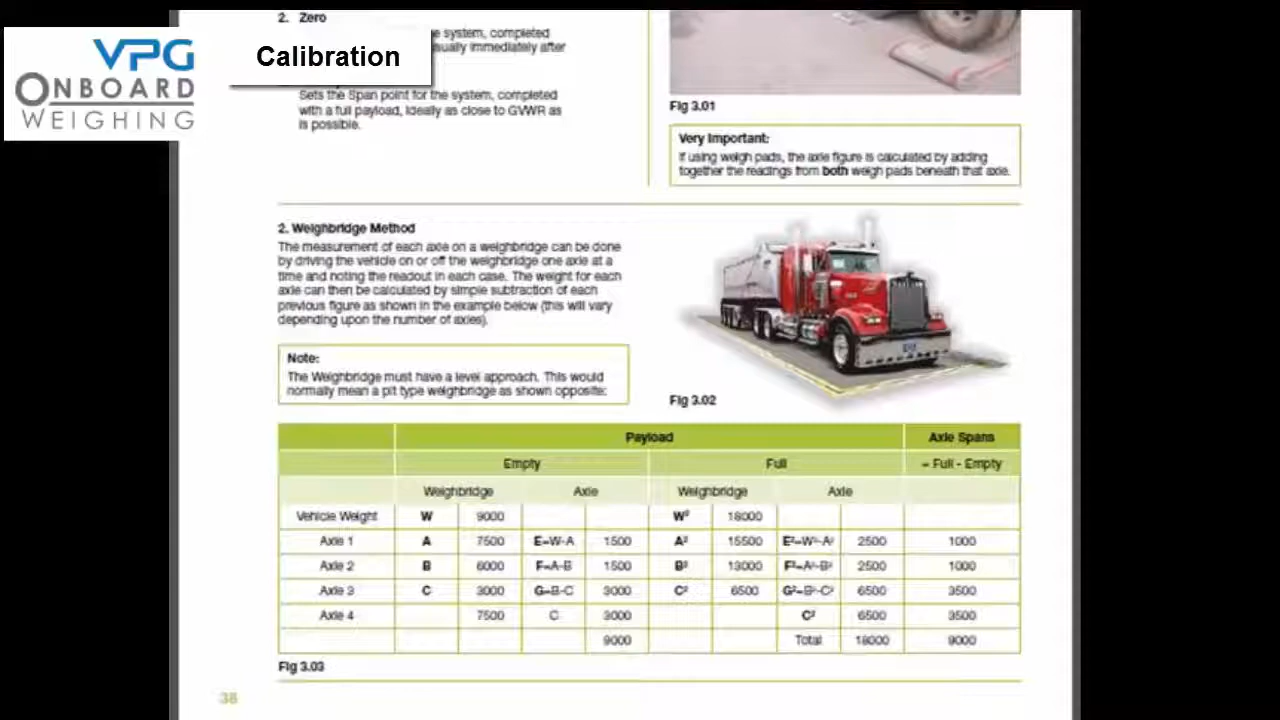 VPG
ONBOARD
WEIGHING
Calibration
2. Zero
e system, completed
sually immediately after
Sets the Span point for the system, completed
with a full payload, ideally as close to GVWR as
is possible.
Fig 3.01
Very Important:
If using weigh pads, the axle figure is calculated by adding
together the readings from both weigh pads beneath that axle.
2. Weighbridge Method
The measurement of each axle on a weighbridge can be done
by driving the vehicle on or off the weighbridge one axle at a
time and noting the readout in each case. The weight for each
axle can then be calculated by simple subtraction of each
previous figure as shown in the example below (this will vary
depending upon the number of axles).
Note:
The Weighbridge must have a level approach. This would
normally mean a pit type weighbridge as shown opposite:
Fig 3.02
Payload Axle Spans
Empty Full = Full - Empty
Weighbridge Axle Weighbridge Axle
Vehicle Weight W 9000 W² 18000
Axle 1 A 7500 E=W-A 1500 A² 15500 E²=W²-A² 2500 1000
Axle 2 B 6000 F=A-B 1500 B² 13000 F²=A²-B² 2500 1000
Axle 3 C 3000 G=B-C 3000 C² 6500 G²=B²-C² 6500 3500
Axle 4 7500 C 3000 C² 6500 3500
9000 Total 18000 9000
Fig 3.03
38